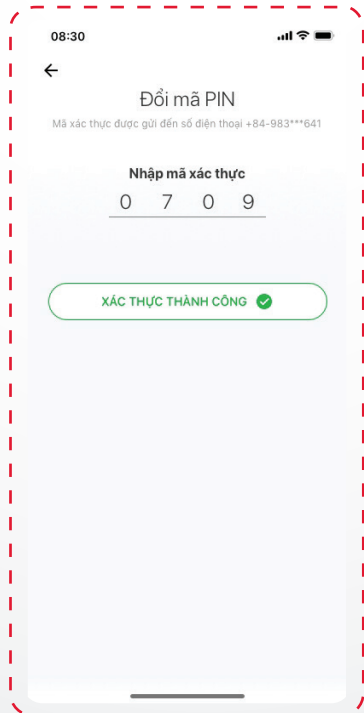 08:30
Đổi mã PIN
Mã xác thực được gửi đến số điện thoại +84-983***641
Nhập mã xác thực
0 7 0 9
XÁC THỰC THÀNH CÔNG